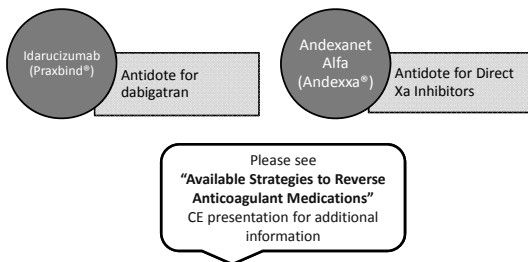 Idarucizumab
(Praxbind®)
Antidote for
dabigatran
Andexanet
Alfa
(Andexxa®)
Antidote for Direct
Xa Inhibitors
Please see
“Available Strategies to Reverse
Anticoagulant Medications”
CE presentation for additional
information